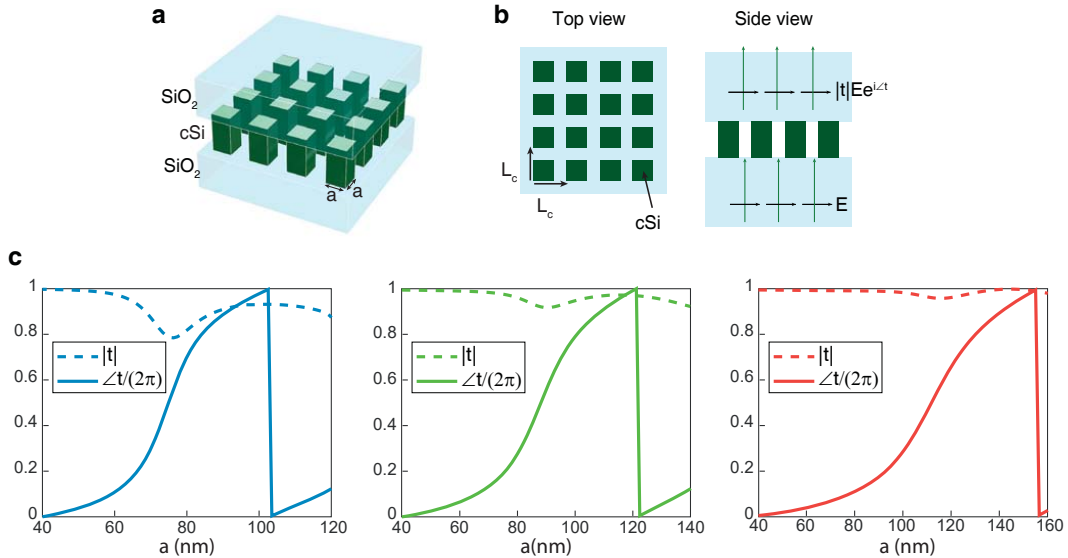 a
SiO₂
cSi
SiO₂
a
a
b
Top view
Side view
L꜀
L꜀
cSi
|t|Ee^{i∠t}
E
c
1
0.8
0.6
0.4
0.2
0
|t|
∠t/(2π)
40
60
80
100
120
a (nm)
1
0.8
0.6
0.4
0.2
0
|t|
∠t/(2π)
40
60
80
100
120
140
a(nm)
1
0.8
0.6
0.4
0.2
0
|t|
∠t/(2π)
40
60
80
100
120
140
160
a (nm)